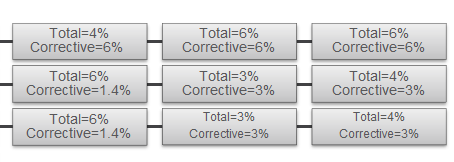 Total=4%
Corrective=6%
Total=6%
Corrective=6%
Total=6%
Corrective=6%
Total=6%
Corrective=1.4%
Total=3%
Corrective=3%
Total=4%
Corrective=3%
Total=6%
Corrective=1.4%
Total=3%
Corrective=3%
Total=4%
Corrective=3%